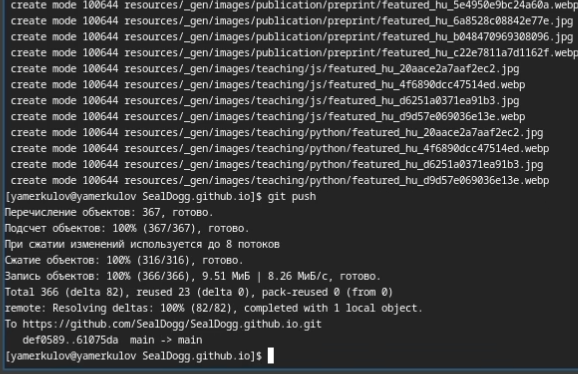 create mode 100644 resources/_gen/images/publication/preprint/featured_hu_5e4950e9bc24a60a.webp
create mode 100644 resources/_gen/images/publication/preprint/featured_hu_6a8528c08842e77e.jpg
create mode 100644 resources/_gen/images/publication/preprint/featured_hu_b048470969308096.jpg
create mode 100644 resources/_gen/images/publication/preprint/featured_hu_c22e7811a7d1162f.webp
create mode 100644 resources/_gen/images/teaching/js/featured_hu_20aace2a7aaf2ec2.jpg
create mode 100644 resources/_gen/images/teaching/js/featured_hu_4f6890dcc47514ed.webp
create mode 100644 resources/_gen/images/teaching/js/featured_hu_d6251a0371ea91b3.jpg
create mode 100644 resources/_gen/images/teaching/js/featured_hu_d9d57e069036e13e.webp
create mode 100644 resources/_gen/images/teaching/python/featured_hu_20aace2a7aaf2ec2.jpg
create mode 100644 resources/_gen/images/teaching/python/featured_hu_4f6890dcc47514ed.webp
create mode 100644 resources/_gen/images/teaching/python/featured_hu_d6251a0371ea91b3.jpg
create mode 100644 resources/_gen/images/teaching/python/featured_hu_d9d57e069036e13e.webp
[yamerkulov@yamerkulov SealDogg.github.io]$ git push
Перечисление объектов: 367, готово.
Подсчет объектов: 100% (367/367), готово.
При сжатии изменений используется до 8 потоков
Сжатие объектов: 100% (316/316), готово.
Запись объектов: 100% (366/366), 9.51 МиБ | 8.26 МиБ/с, готово.
Total 366 (delta 82), reused 23 (delta 0), pack-reused 0 (from 0)
remote: Resolving deltas: 100% (82/82), completed with 1 local object.
To https://github.com/SealDogg/SealDogg.github.io.git
def0589..61075da main -> main
[yamerkulov@yamerkulov SealDogg.github.io]$